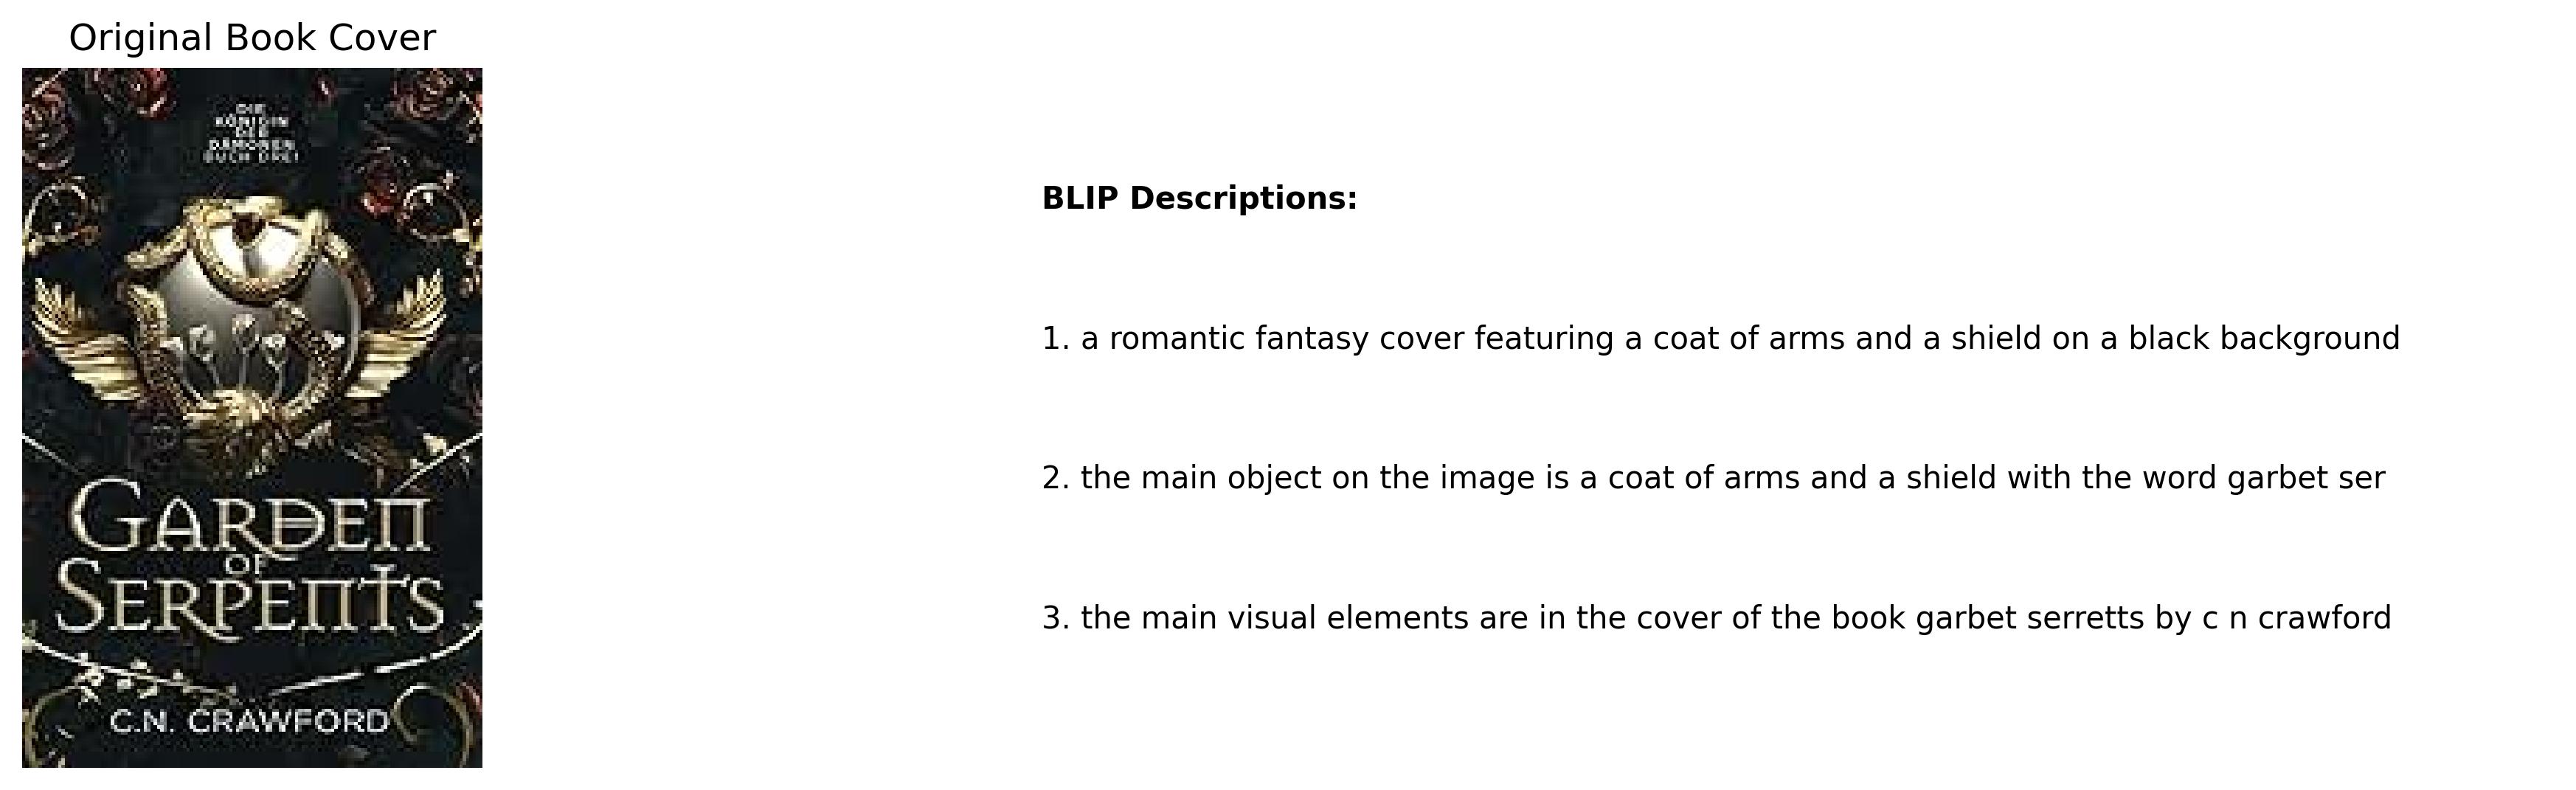 Original Book Cover
DIE
KÖNIGIN
DER
DÄMONEN
BUCH DREI
GARDEN
OF
SERPENTS
C.N. CRAWFORD
BLIP Descriptions:
1. a romantic fantasy cover featuring a coat of arms and a shield on a black background
2. the main object on the image is a coat of arms and a shield with the word garbet ser
3. the main visual elements are in the cover of the book garbet serretts by c n crawford